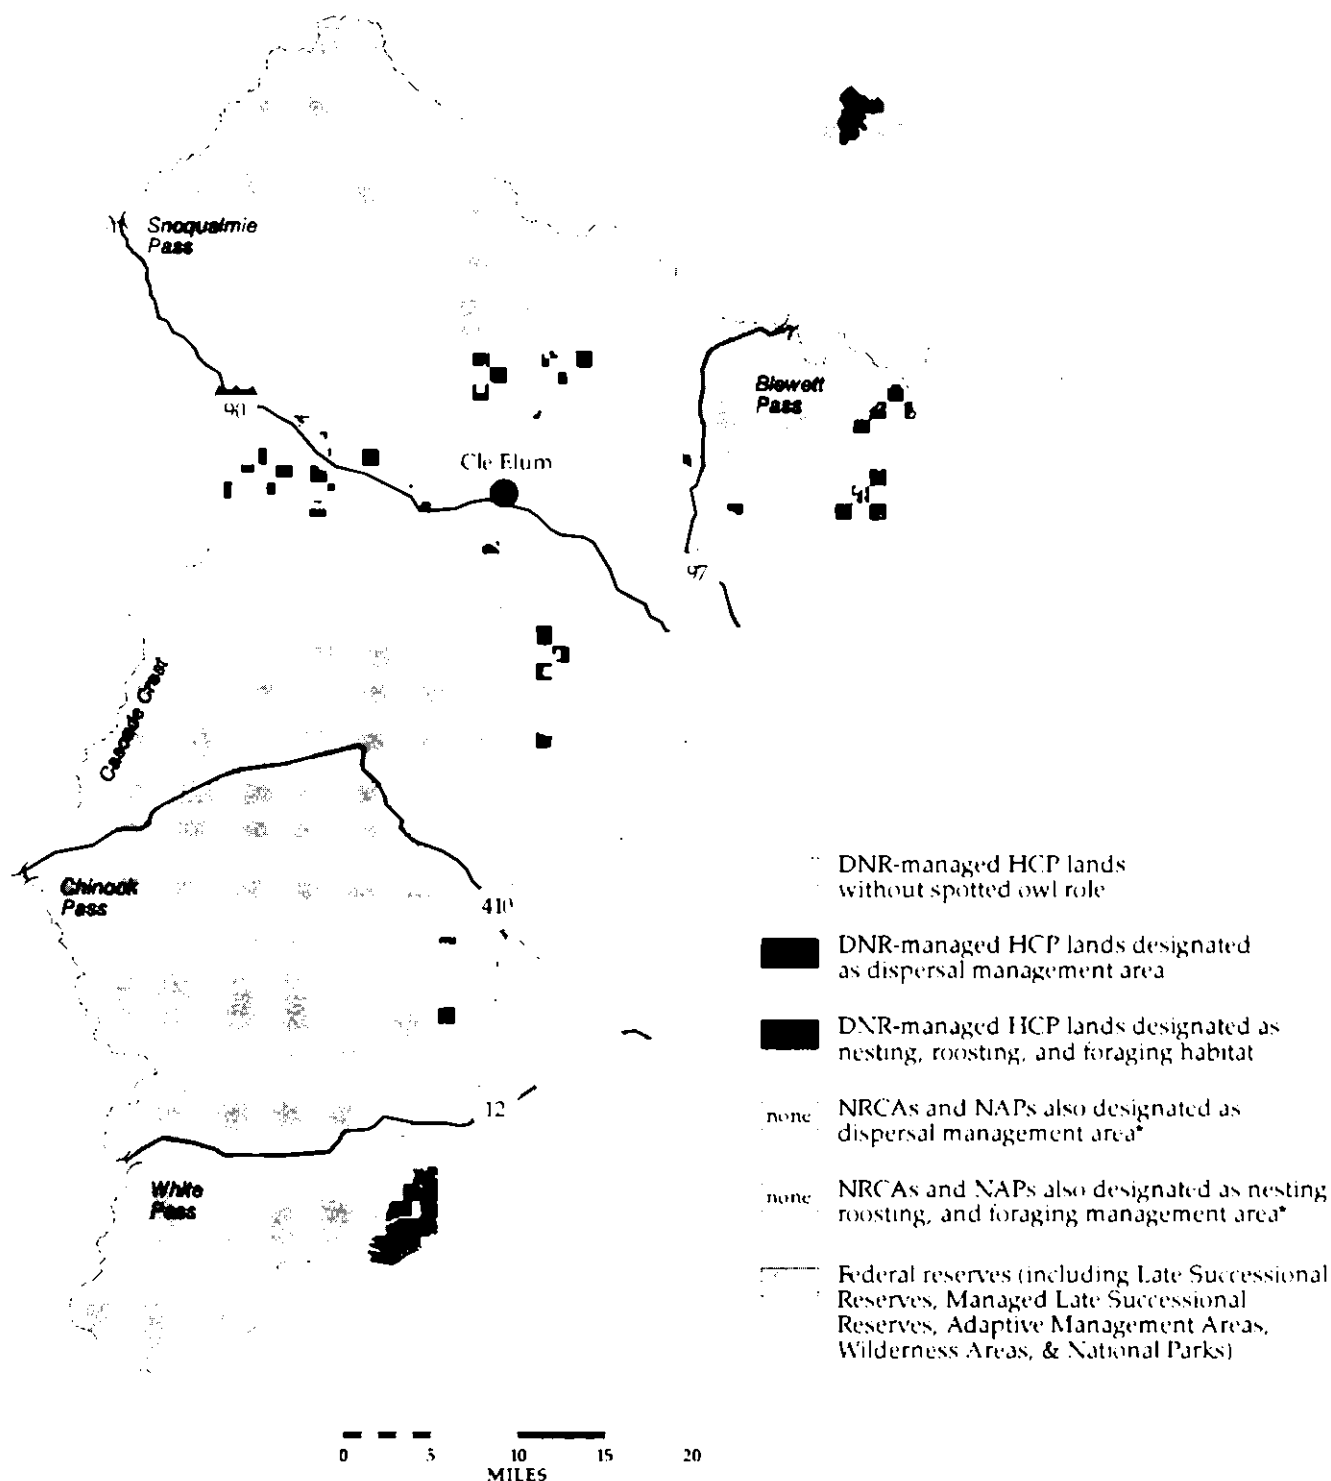 Snoqualmie
Pass
90
Blewett
Pass
Cle Elum
97
Cascade Crest
Chinook
Pass
410
12
White
Pass
DNR-managed HCP lands
without spotted owl role
DNR-managed HCP lands designated
as dispersal management area
DNR-managed HCP lands designated as
nesting, roosting, and foraging habitat
none
NRCAs and NAPs also designated as
dispersal management area*
none
NRCAs and NAPs also designated as nesting
roosting, and foraging management area*
Federal reserves (including Late Successional
Reserves, Managed Late Successional
Reserves, Adaptive Management Areas,
Wilderness Areas, & National Parks)
0 5 10 15 20
MILES